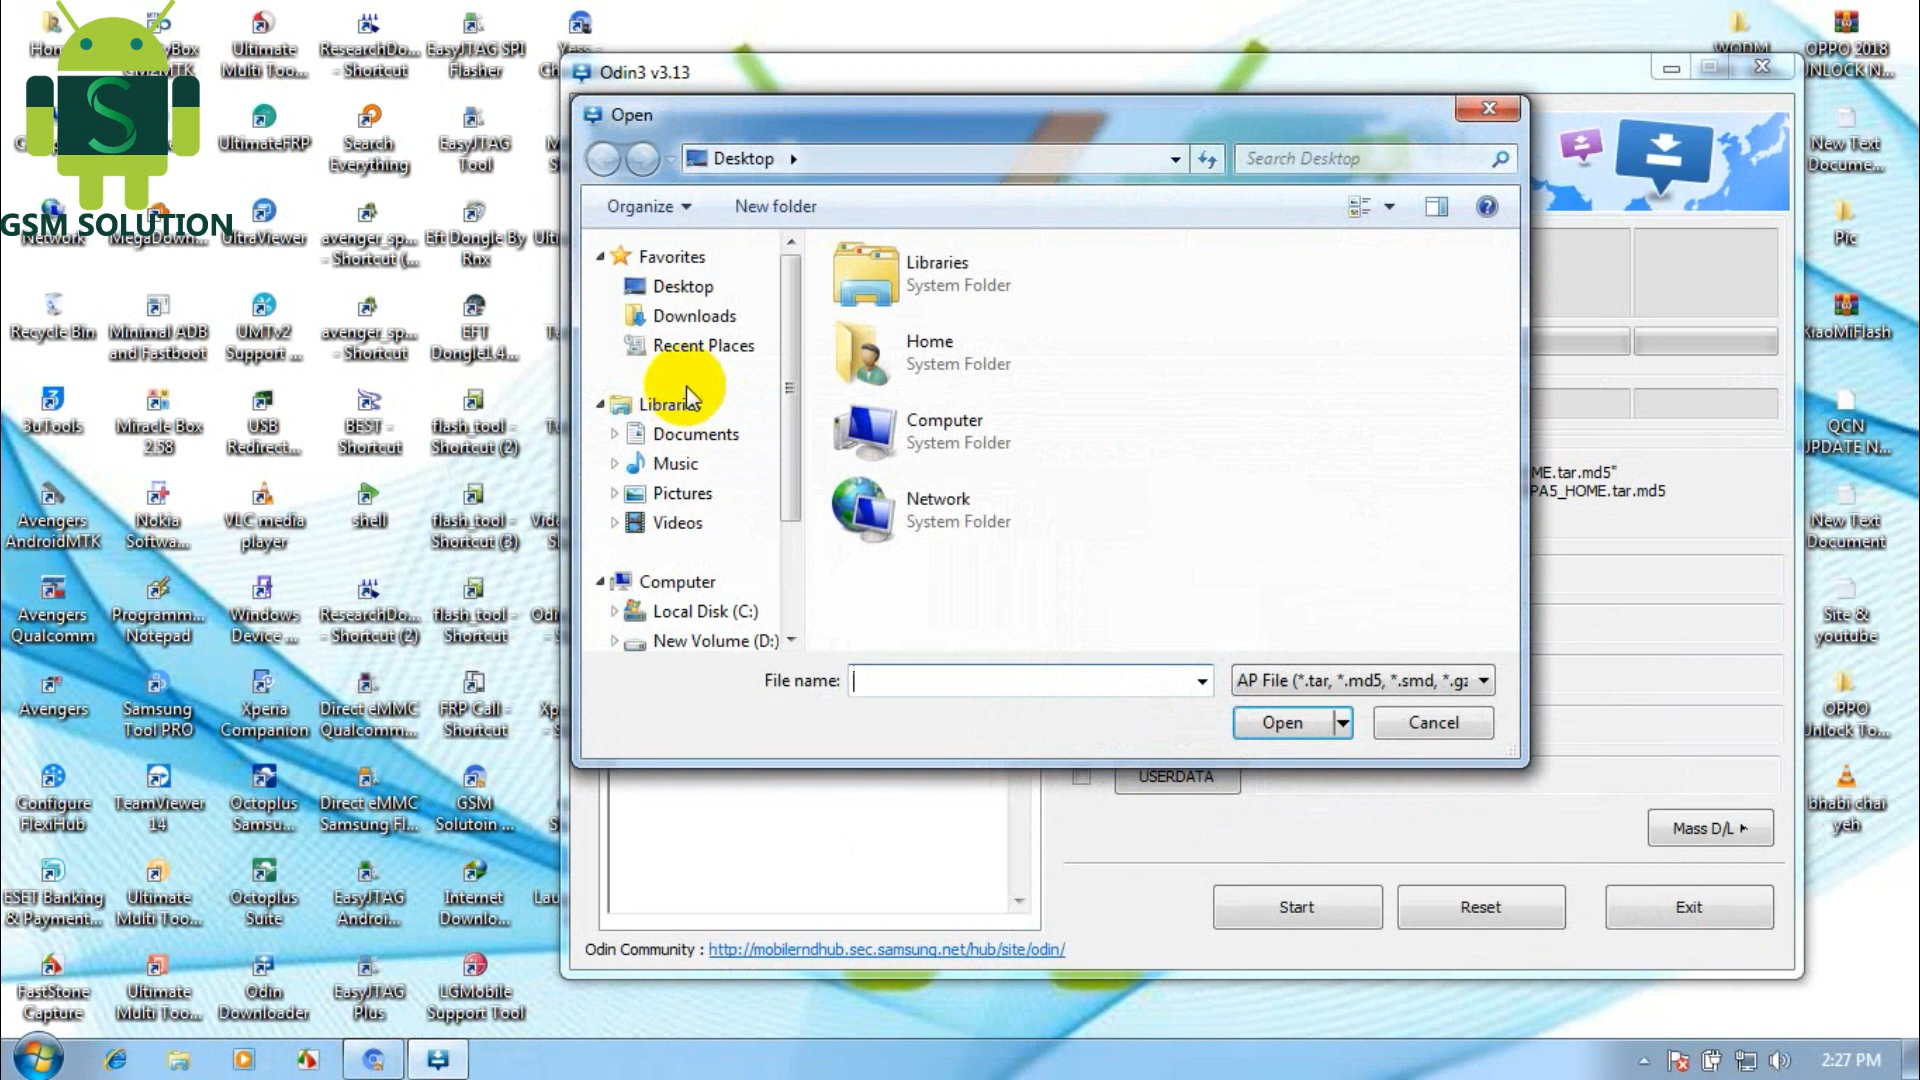 GSM SOLUTION
Ultimate
Multi Too...
ResearchDo...
- Shortcut
EasyJTAG SPI
Flasher
UltimateFRP
Search
Everything
EasyJTAG
Tool
Network
MegaDown...
UltraViewer
avenger_sp...
- Shortcut (...
Eft Dongle By
Rnx
Recycle Bin
Minimal ADB
and Fastboot
UMTv2
Support ...
avenger_sp...
- Shortcut
EFT
Dongle1.4...
3uTools
Miracle Box
2.58
USB
Redirect...
BEST -
Shortcut
flash_tool -
Shortcut (2)
Avengers
AndroidMTK
Nokia
Softwa...
VLC media
player
shell
flash_tool -
Shortcut (3)
Avengers
Qualcomm
Programm...
Notepad
Windows
Device ...
ResearchDo...
- Shortcut (2)
flash_tool -
Shortcut
Avengers
Samsung
Tool PRO
Xperia
Companion
Direct eMMC
Qualcomm...
FRP Call -
Shortcut
Configure
FlexiHub
TeamViewer
14
Octoplus
Samsu...
Direct eMMC
Samsung Fl...
GSM
Solutoin ...
ESET Banking
& Payment...
Ultimate
Multi Too...
Octoplus
Suite
EasyJTAG
Androi...
Internet
Downlo...
FastStone
Capture
Ultimate
Multi Too...
Odin
Downloader
EasyJTAG
Plus
LGMobile
Support Tool
Odin3 v3.13
Open
Desktop
Search Desktop
Organize
New folder
Favorites
Desktop
Downloads
Recent Places
Libraries
Documents
Music
Pictures
Videos
Computer
Local Disk (C:)
New Volume (D:)
Libraries
System Folder
Home
System Folder
Computer
System Folder
Network
System Folder
File name:
AP File (*.tar, *.md5, *.smd, *.gz
Open
Cancel
ME.tar.md5"
PA5_HOME.tar.md5
USERDATA
Mass D/L
Start
Reset
Exit
Odin Community : http://mobilerndhub.sec.samsung.net/hub/site/odin/
OPPO 2018
UNLOCK N...
New Text
Docume...
Pic
XiaoMiFlash
QCN
UPDATE N...
New Text
Document
Site &
youtube
OPPO
Unlock To...
bhabi chai
yeh
2:27 PM